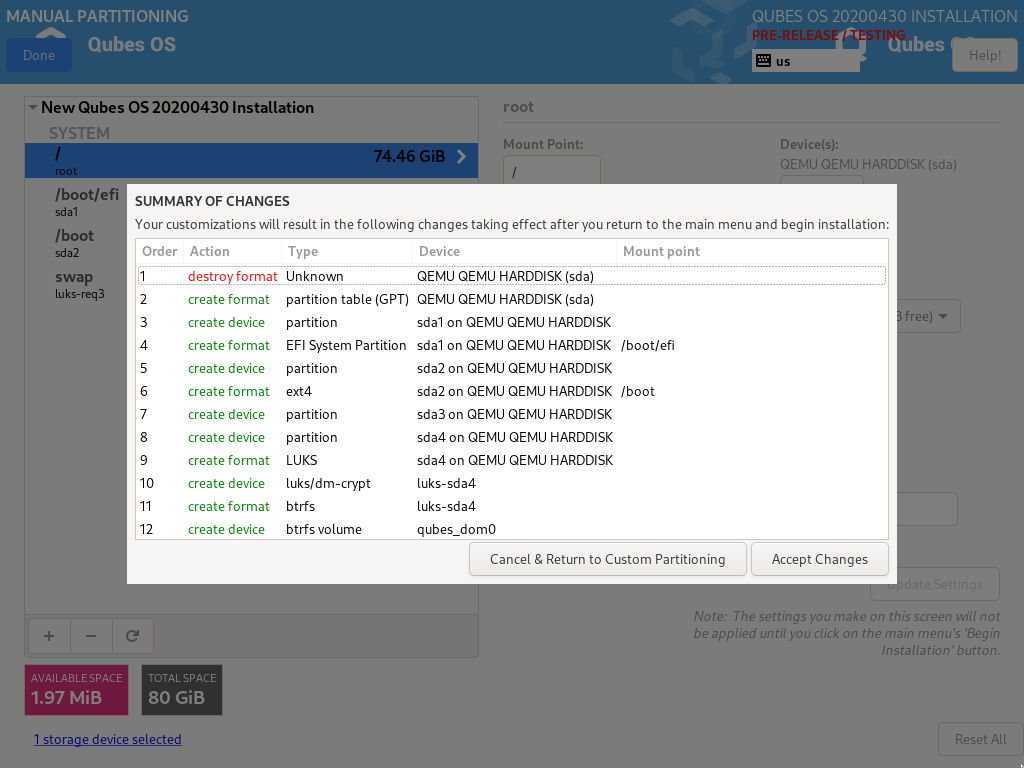 MANUAL PARTITIONING
QUBES OS 20200430 INSTALLATION
PRE-RELEASE / TESTING
Done
Qubes OS
us
Qubes
Help!
New Qubes OS 20200430 Installation
SYSTEM
/
root
74.46 GiB
/boot/efi
sda1
/boot
sda2
swap
luks-req3
root
Mount Point:
/
Device(s):
QEMU QEMU HARDDISK (sda)
SUMMARY OF CHANGES
Your customizations will result in the following changes taking effect after you return to the main menu and begin installation:
Order Action Type Device Mount point
1 destroy format Unknown QEMU QEMU HARDDISK (sda)
2 create format partition table (GPT) QEMU QEMU HARDDISK (sda)
3 create device partition sda1 on QEMU QEMU HARDDISK
4 create format EFI System Partition sda1 on QEMU QEMU HARDDISK /boot/efi
5 create device partition sda2 on QEMU QEMU HARDDISK
6 create format ext4 sda2 on QEMU QEMU HARDDISK /boot
7 create device partition sda3 on QEMU QEMU HARDDISK
8 create device partition sda4 on QEMU QEMU HARDDISK
9 create format LUKS sda4 on QEMU QEMU HARDDISK
10 create device luks/dm-crypt luks-sda4
11 create format btrfs luks-sda4
12 create device btrfs volume qubes_dom0
Cancel & Return to Custom Partitioning
Accept Changes
B free)
Update Settings
Note: The settings you make on this screen will not
be applied until you click on the main menu's 'Begin
Installation' button.
AVAILABLE SPACE
1.97 MiB
TOTAL SPACE
80 GiB
1 storage device selected
Reset All